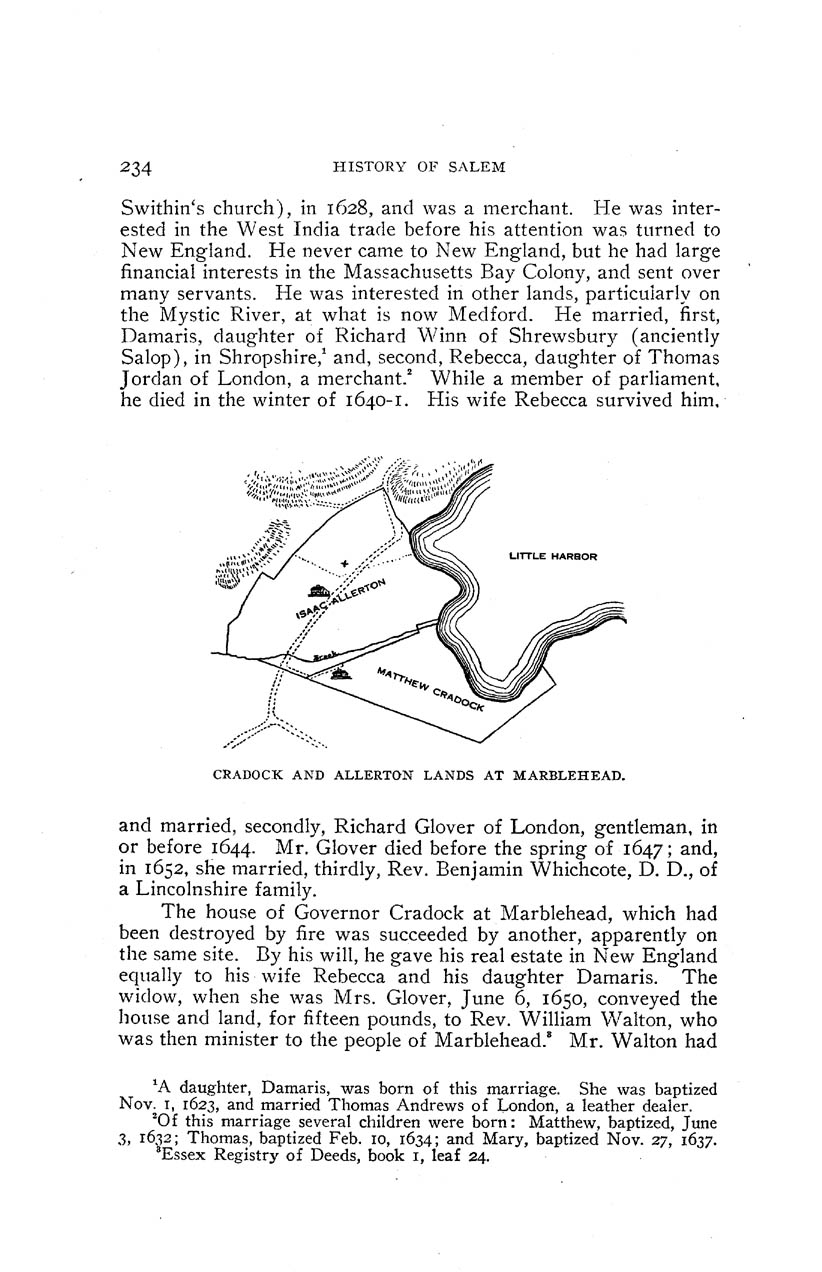 234 HISTORY OF SALEM
Swithin's church), in 1628, and was a merchant. He was inter-
ested in the West India trade before his attention was turned to
New England. He never came to New England, but he had large
financial interests in the Massachusetts Bay Colony, and sent over
many servants. He was interested in other lands, particularly on
the Mystic River, at what is now Medford. He married, first,
Damaris, daughter of Richard Winn of Shrewsbury (anciently
Salop), in Shropshire,¹ and, second, Rebecca, daughter of Thomas
Jordan of London, a merchant.² While a member of parliament,
he died in the winter of 1640-1. His wife Rebecca survived him,
LITTLE HARBOR
ISAAC ALLERTON
Brook
MATTHEW CRADOCK
CRADOCK AND ALLERTON LANDS AT MARBLEHEAD.
and married, secondly, Richard Glover of London, gentleman, in
or before 1644. Mr. Glover died before the spring of 1647; and,
in 1652, she married, thirdly, Rev. Benjamin Whichcote, D. D., of
a Lincolnshire family.
The house of Governor Cradock at Marblehead, which had
been destroyed by fire was succeeded by another, apparently on
the same site. By his will, he gave his real estate in New England
equally to his wife Rebecca and his daughter Damaris. The
widow, when she was Mrs. Glover, June 6, 1650, conveyed the
house and land, for fifteen pounds, to Rev. William Walton, who
was then minister to the people of Marblehead.³ Mr. Walton had
¹A daughter, Damaris, was born of this marriage. She was baptized
Nov. 1, 1623, and married Thomas Andrews of London, a leather dealer.
²Of this marriage several children were born: Matthew, baptized, June
3, 1632; Thomas, baptized Feb. 10, 1634; and Mary, baptized Nov. 27, 1637.
³Essex Registry of Deeds, book 1, leaf 24.